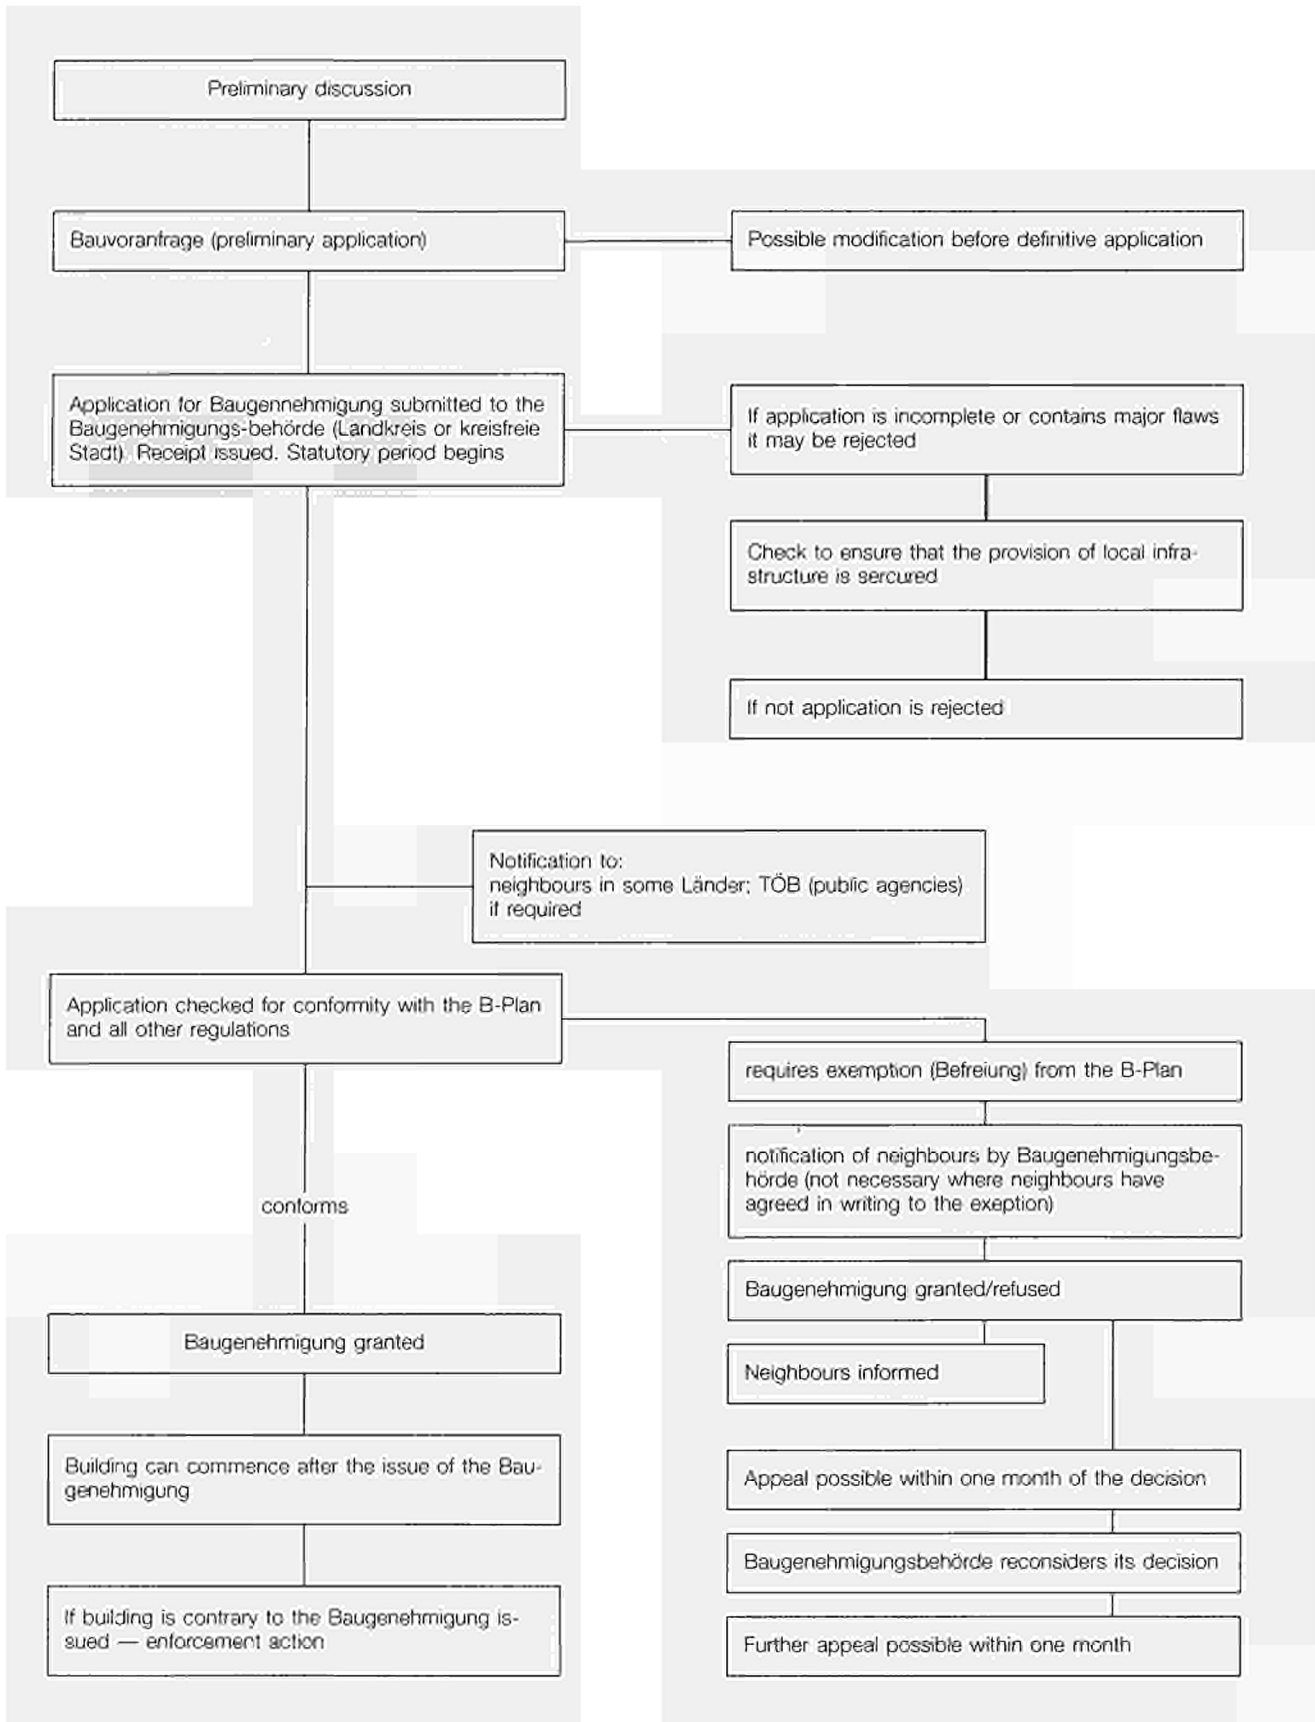 Preliminary discussion
Bauvoranfrage (preliminary application)
Possible modification before definitive application
Application for Baugennehmigung submitted to the
Baugenehmigungs-behörde (Landkreis or kreisfreie
Stadt). Receipt issued. Statutory period begins
If application is incomplete or contains major flaws
it may be rejected
Check to ensure that the provision of local infra-
structure is sercured
If not application is rejected
Notification to:
neighbours in some Länder; TÖB (public agencies)
if required
Application checked for conformity with the B-Plan
and all other regulations
requires exemption (Befreiung) from the B-Plan
notification of neighbours by Baugenehmigungsbe-
hörde (not necessary where neighbours have
agreed in writing to the exeption)
conforms
Baugenehmigung granted/refused
Baugenehmigung granted
Neighbours informed
Building can commence after the issue of the Bau-
genehmigung
Appeal possible within one month of the decision
Baugenehmigungsbehörde reconsiders its decision
If building is contrary to the Baugenehmigung is-
sued — enforcement action
Further appeal possible within one month